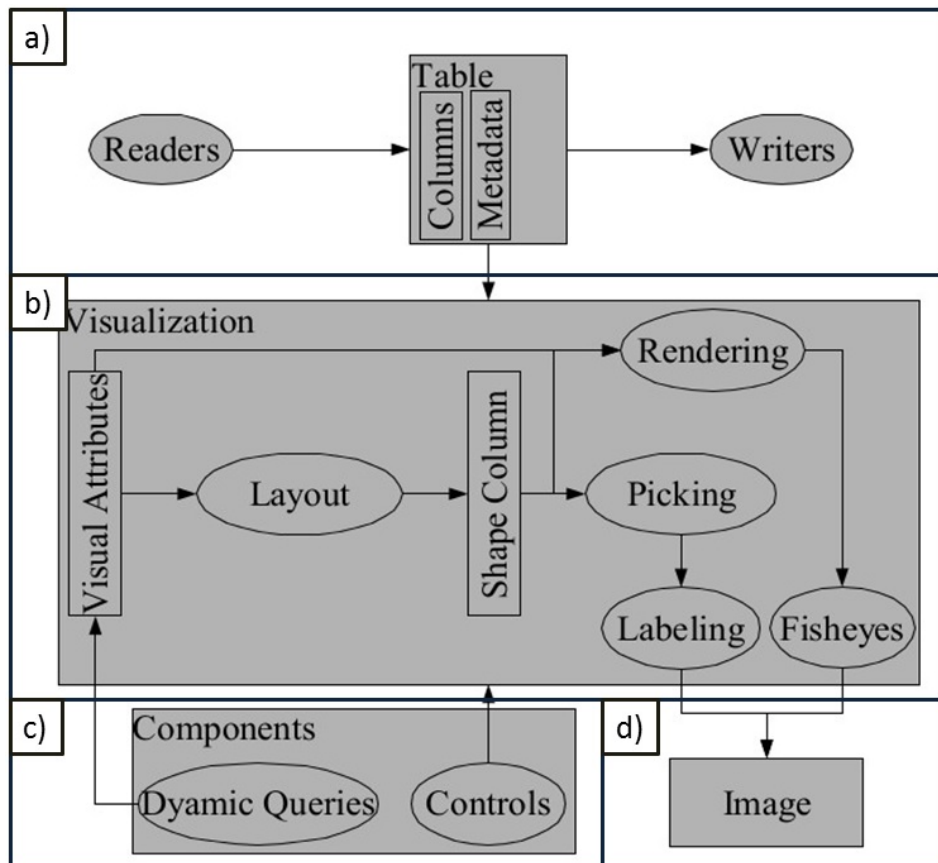 a)
Table
Readers
Columns
Metadata
Writers
b)
Visualization
Rendering
Visual Attributes
Layout
Shape Column
Picking
Labeling
Fisheyes
c)
Components
Dyamic Queries
Controls
d)
Image